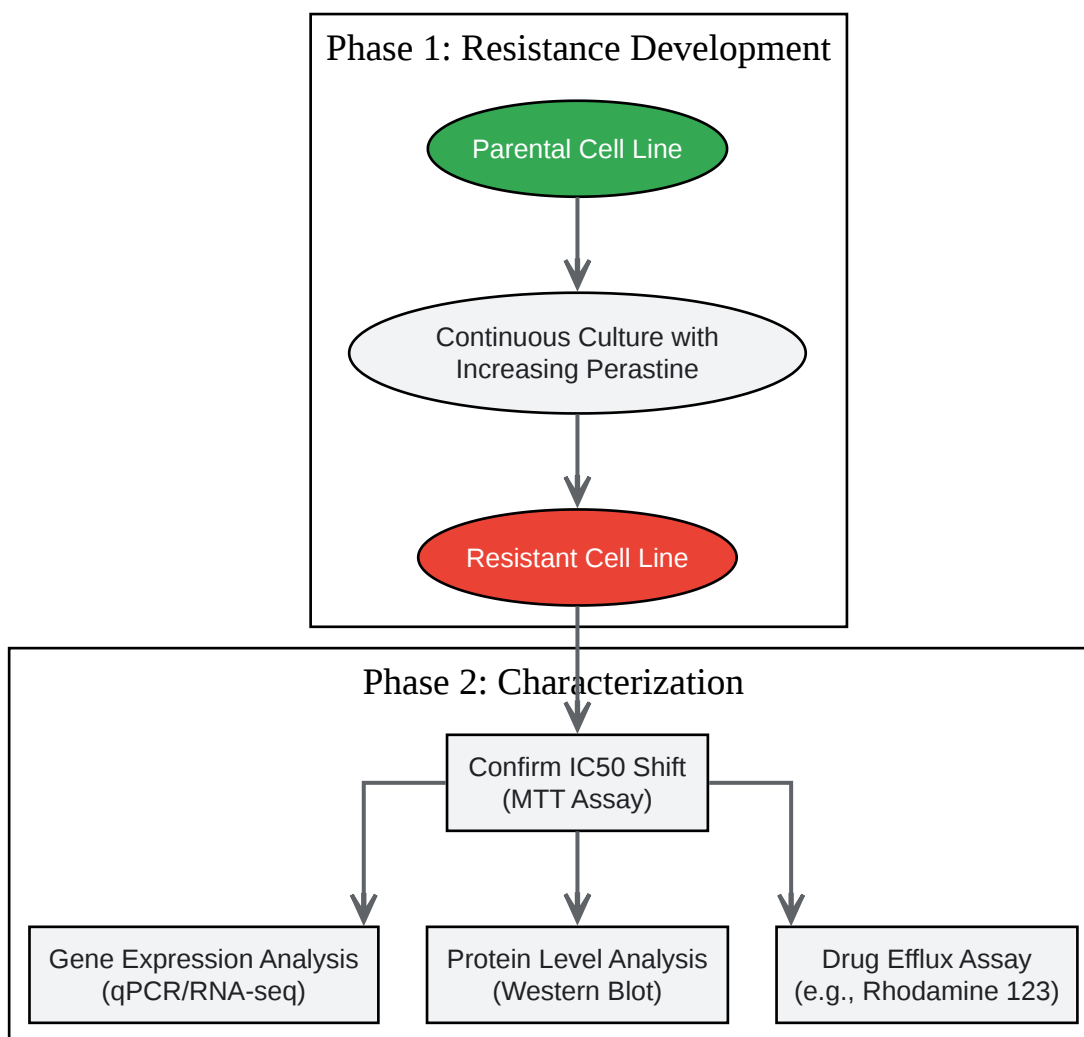 Phase 1: Resistance Development
Parental Cell Line
Continuous Culture with
Increasing Perastine
Resistant Cell Line
Phase 2: Characterization
Confirm IC50 Shift
(MTT Assay)
Gene Expression Analysis
(qPCR/RNA-seq)
Protein Level Analysis
(Western Blot)
Drug Efflux Assay
(e.g., Rhodamine 123)